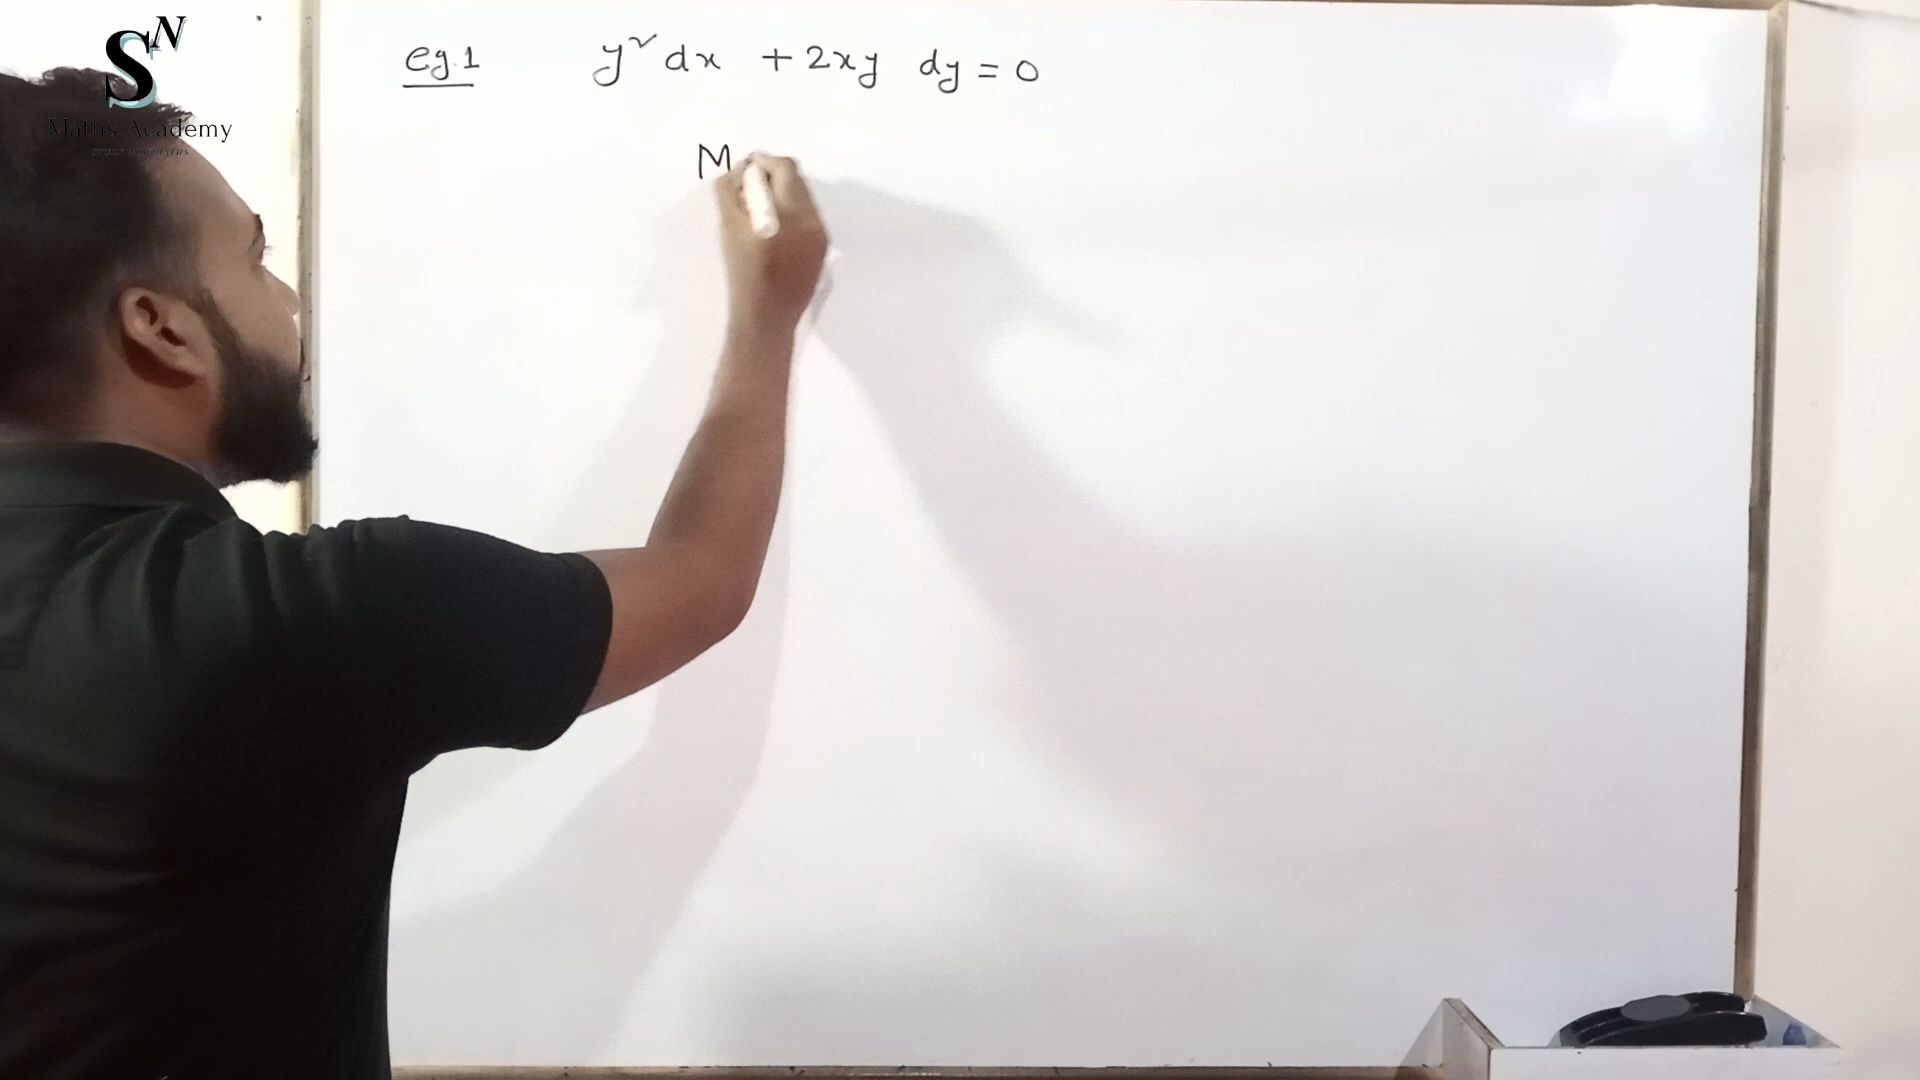 SN
Maths Academy
eg.1 y² dx + 2xy dy = 0
M